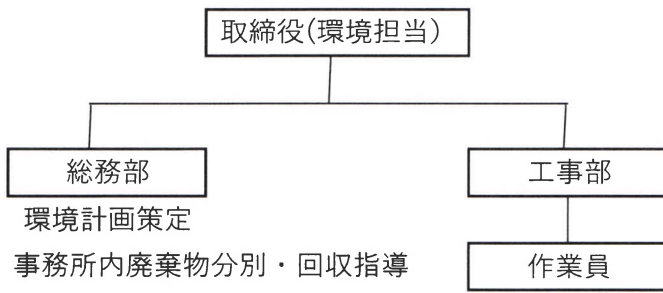 取締役(環境担当）
総務部
工事部
環境計画策定
事務所内廃棄物分別・回収指導
作業員